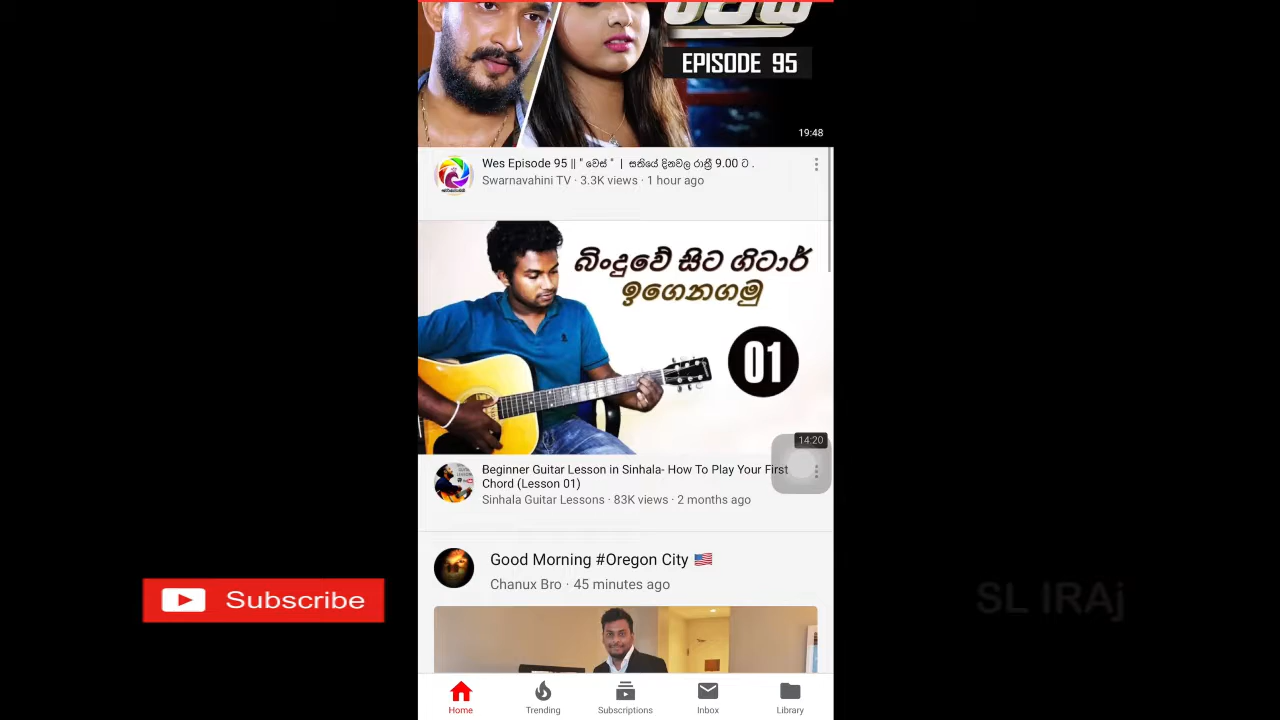 EPISODE 95
19:48
Wes Episode 95 || " වෙස් " | සතියේ දිනවල රාත්‍රී 9.00 ට .
Swarnavahini TV · 3.3K views · 1 hour ago
බිංදුවේ සිට ගිටාර්
ඉගෙනගමු
01
14:20
Beginner Guitar Lesson in Sinhala- How To Play Your First
Chord (Lesson 01)
Sinhala Guitar Lessons · 83K views · 2 months ago
Good Morning #Oregon City 🇺🇸
Chanux Bro · 45 minutes ago
Subscribe
SL IRAj
Home
Trending
Subscriptions
Inbox
Library